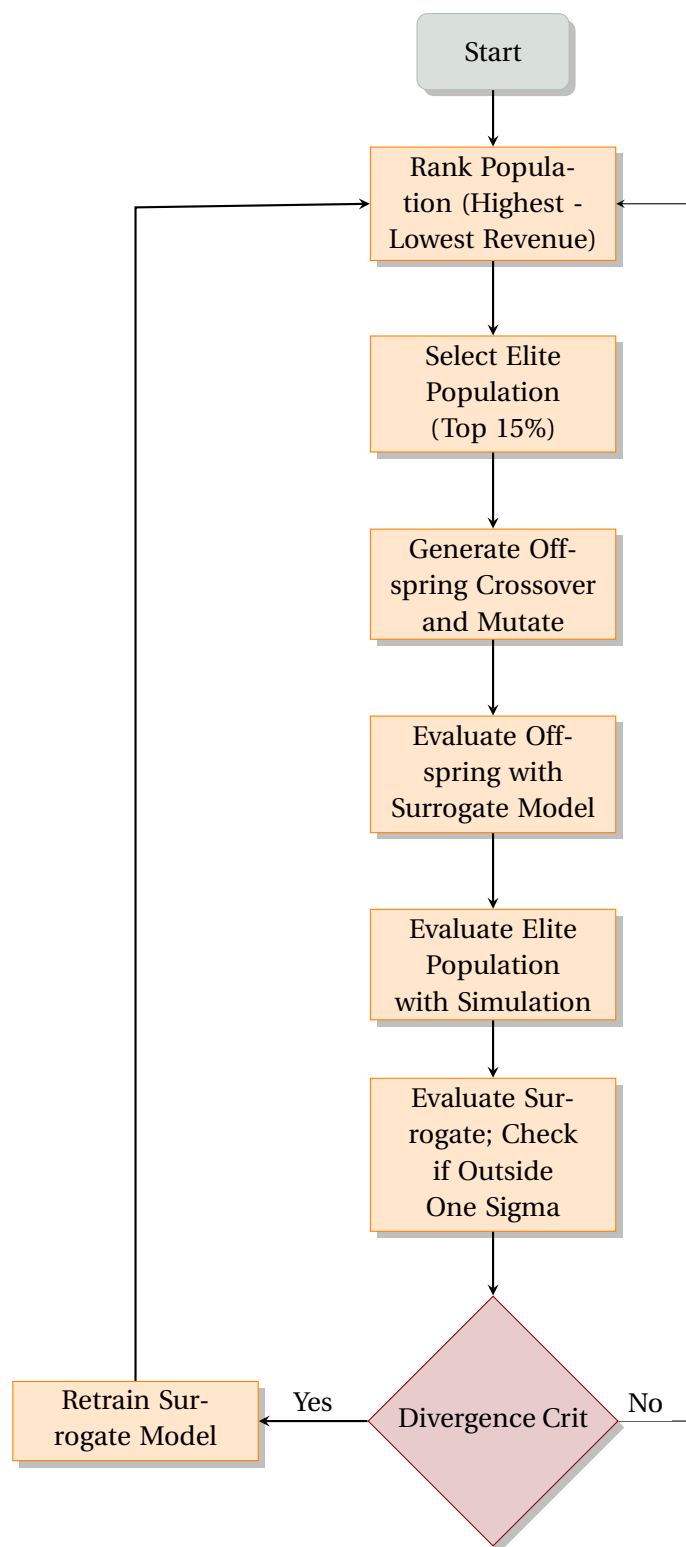 Start
Rank Popula-
tion (Highest -
Lowest Revenue)
Select Elite
Population
(Top 15%)
Generate Off-
spring Crossover
and Mutate
Evaluate Off-
spring with
Surrogate Model
Evaluate Elite
Population
with Simulation
Evaluate Sur-
rogate; Check
if Outside
One Sigma
Divergence Crit
Yes
No
Retrain Sur-
rogate Model